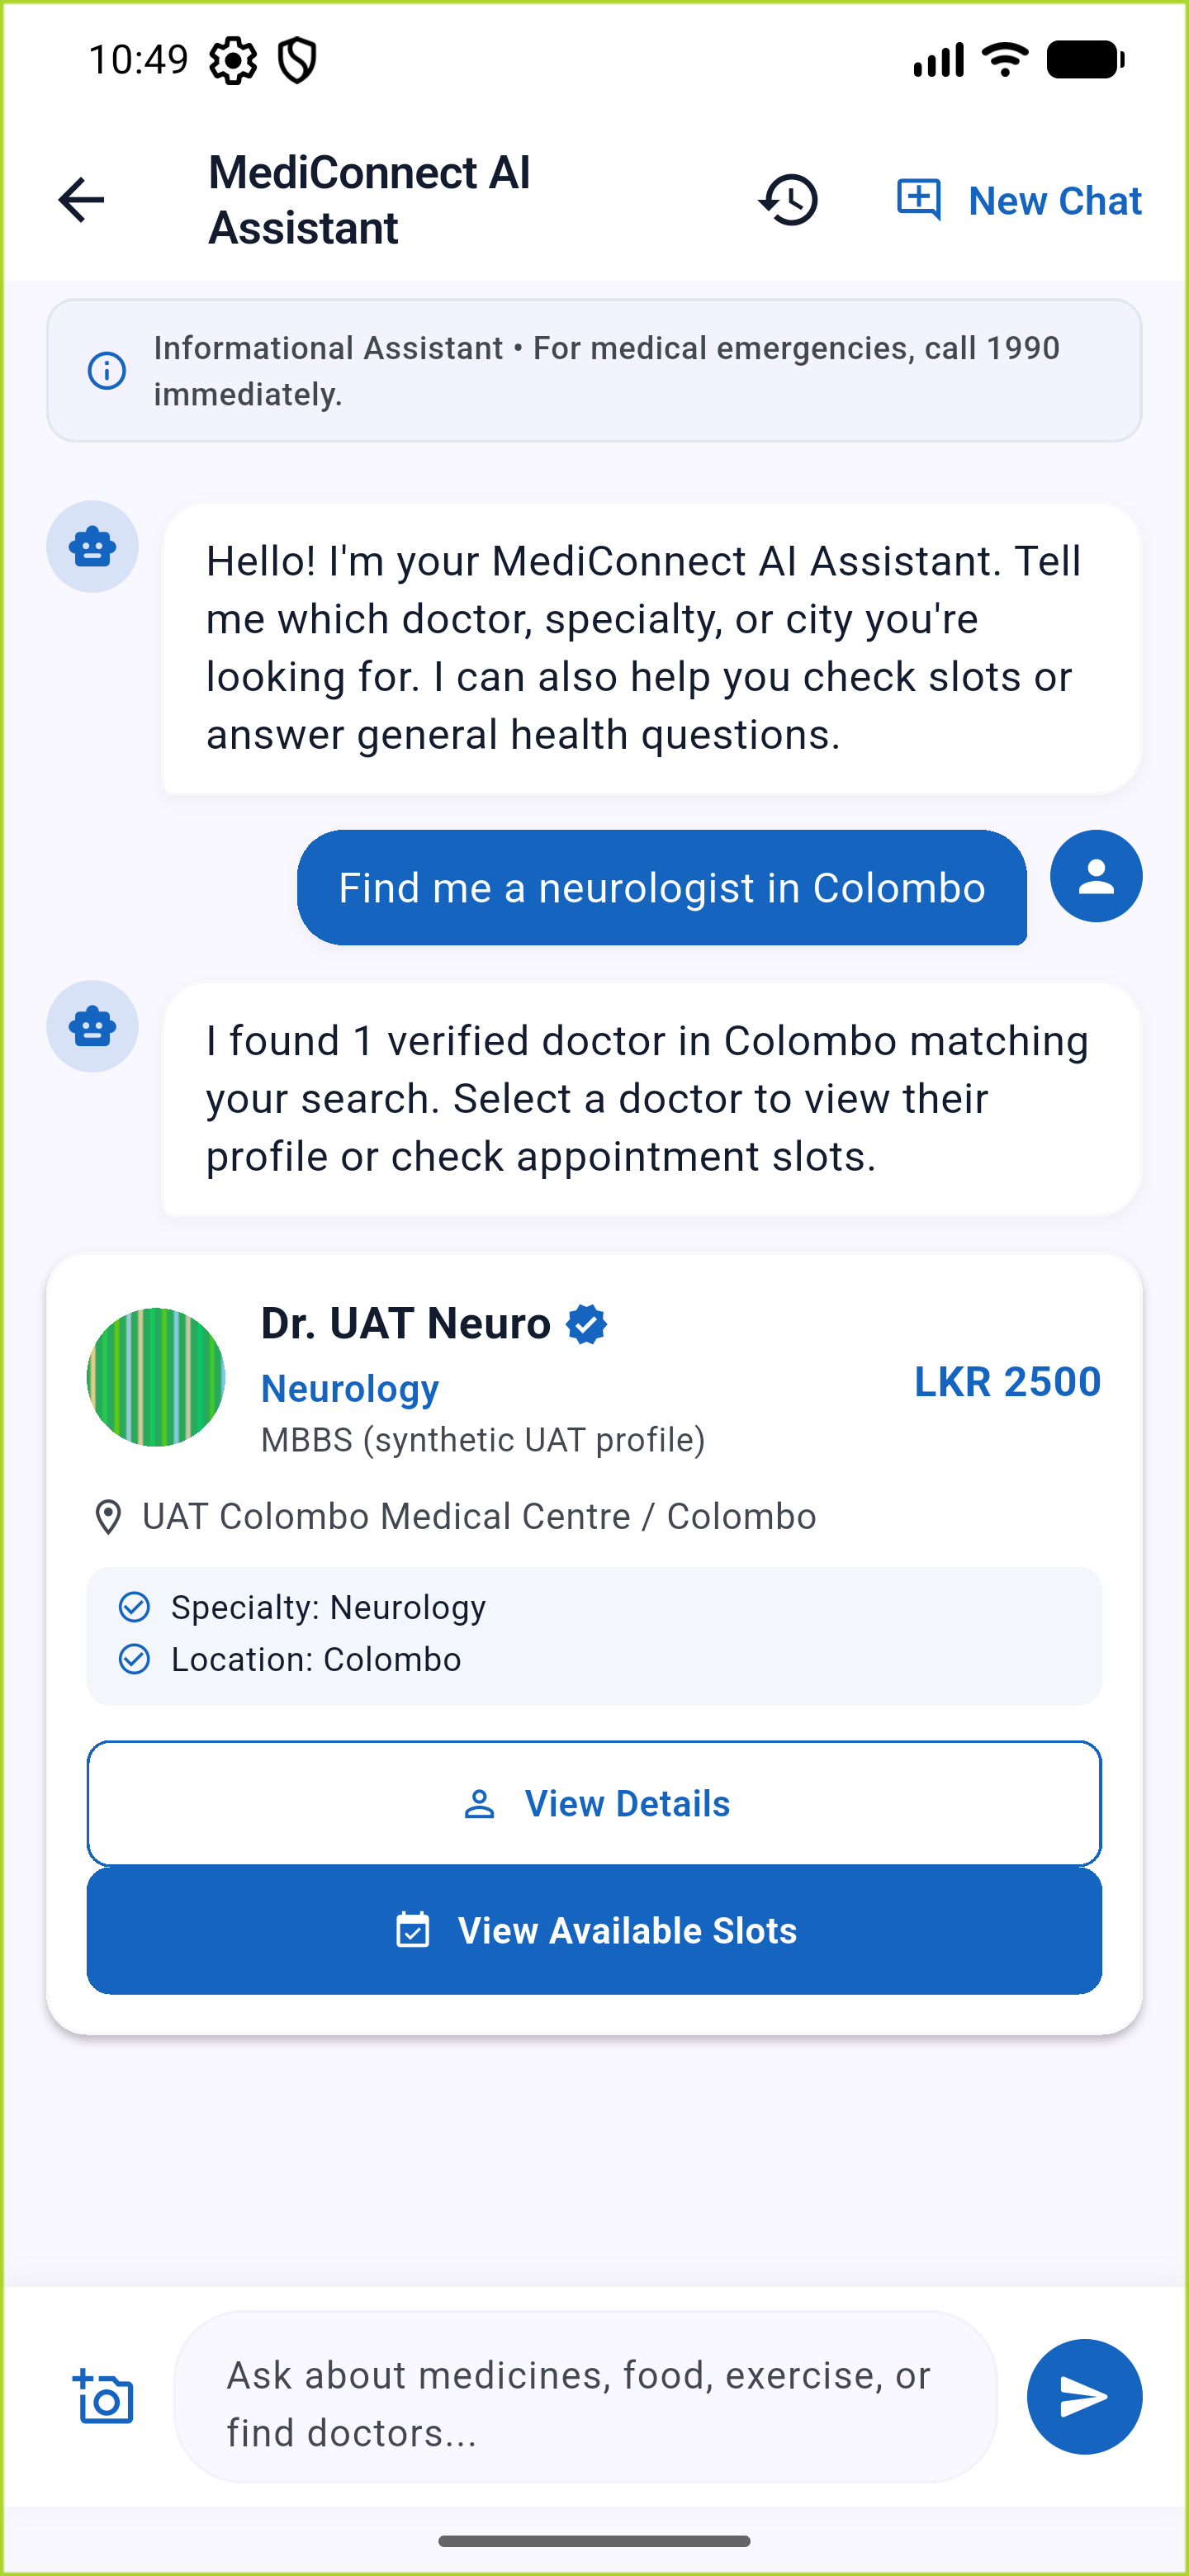 10:49
MediConnect AI
Assistant
New Chat
Informational Assistant • For medical emergencies, call 1990
immediately.
Hello! I'm your MediConnect AI Assistant. Tell
me which doctor, specialty, or city you're
looking for. I can also help you check slots or
answer general health questions.
Find me a neurologist in Colombo
I found 1 verified doctor in Colombo matching
your search. Select a doctor to view their
profile or check appointment slots.
Dr. UAT Neuro
Neurology
LKR 2500
MBBS (synthetic UAT profile)
UAT Colombo Medical Centre / Colombo
Specialty: Neurology
Location: Colombo
View Details
View Available Slots
Ask about medicines, food, exercise, or
find doctors...